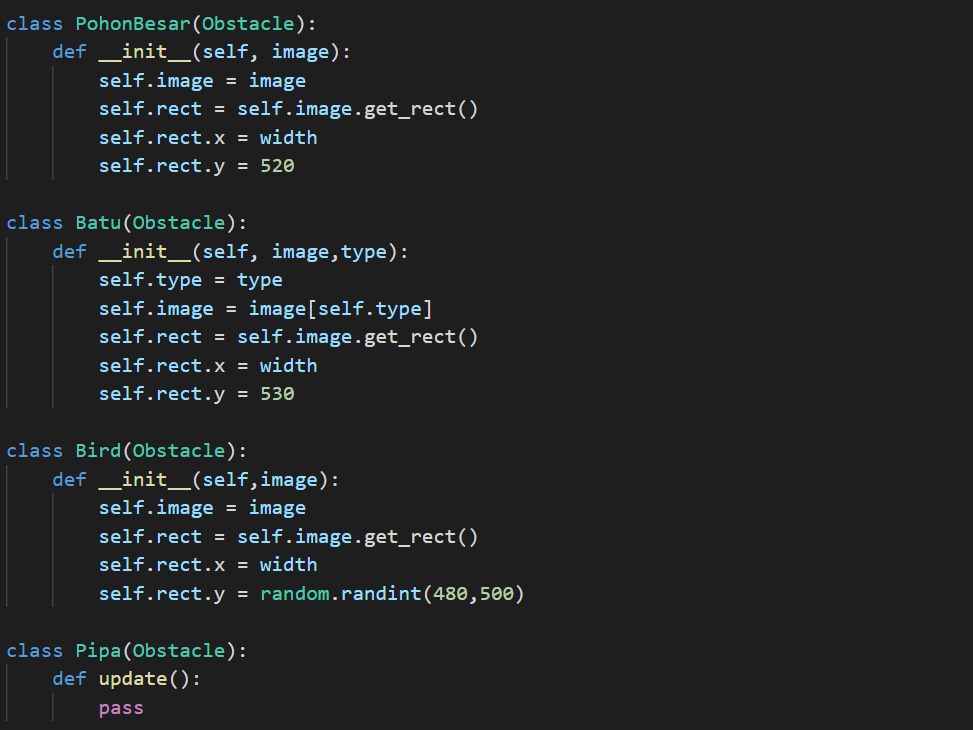 class PohonBesar(Obstacle):
    def __init__(self, image):
        self.image = image
        self.rect = self.image.get_rect()
        self.rect.x = width
        self.rect.y = 520

class Batu(Obstacle):
    def __init__(self, image,type):
        self.type = type
        self.image = image[self.type]
        self.rect = self.image.get_rect()
        self.rect.x = width
        self.rect.y = 530

class Bird(Obstacle):
    def __init__(self,image):
        self.image = image
        self.rect = self.image.get_rect()
        self.rect.x = width
        self.rect.y = random.randint(480,500)

class Pipa(Obstacle):
    def update():
        pass